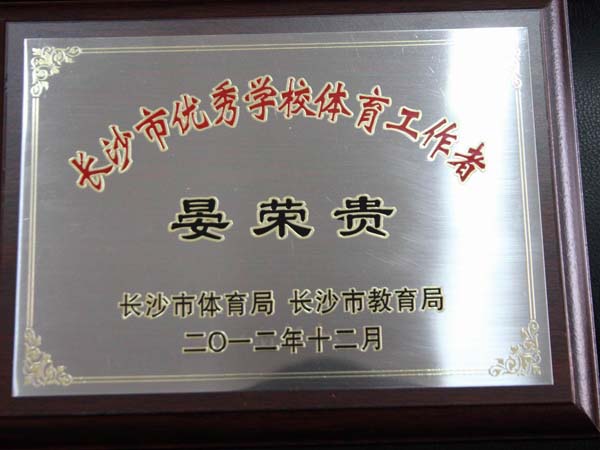 长沙市优秀学校体育工作者
晏荣贵
长沙市体育局 长沙市教育局
二〇一二年十二月